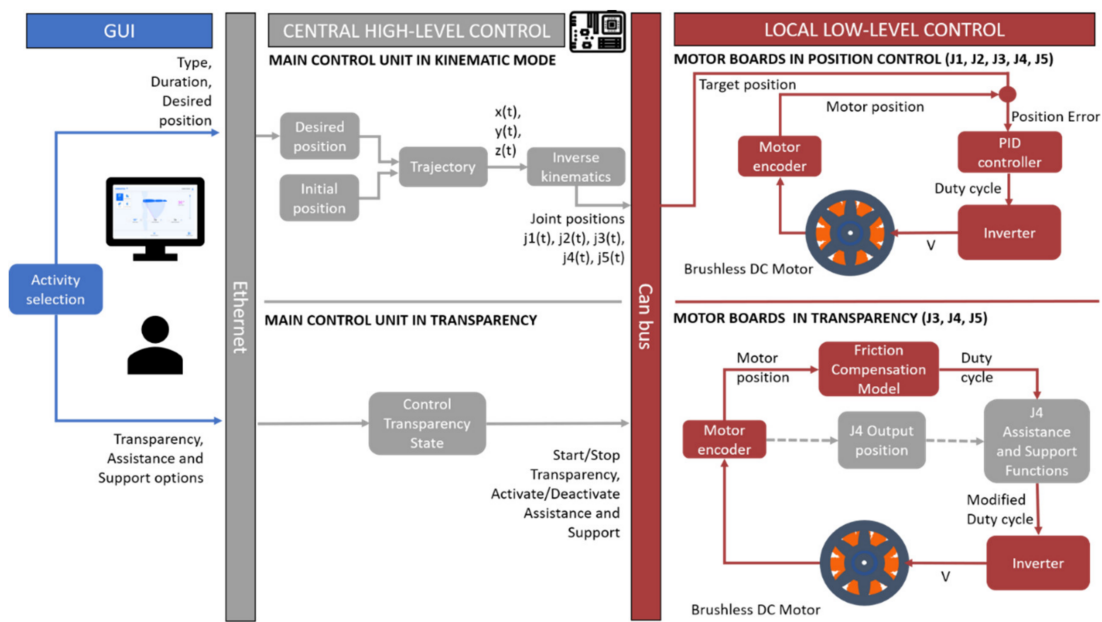 GUI
CENTRAL HIGH-LEVEL CONTROL
LOCAL LOW-LEVEL CONTROL
Type,
Duration,
Desired
position
Activity
selection
Transparency,
Assistance and
Support options
Ethernet
MAIN CONTROL UNIT IN KINEMATIC MODE
Desired
position
Initial
position
Trajectory
x(t),
y(t),
z(t)
Inverse
kinematics
Joint positions
j1(t), j2(t), j3(t),
j4(t), j5(t)
MAIN CONTROL UNIT IN TRANSPARENCY
Control
Transparency
State
Start/Stop
Transparency,
Activate/Deactivate
Assistance and
Support
Can bus
MOTOR BOARDS IN POSITION CONTROL (J1, J2, J3, J4, J5)
Target position
Motor position
Position Error
Motor
encoder
PID
controller
Duty cycle
Inverter
V
Brushless DC Motor
MOTOR BOARDS IN TRANSPARENCY (J3, J4, J5)
Motor
position
Friction
Compensation
Model
Duty
cycle
Motor
encoder
J4 Output
position
J4
Assistance
and Support
Functions
Modified
Duty cycle
Inverter
V
Brushless DC Motor